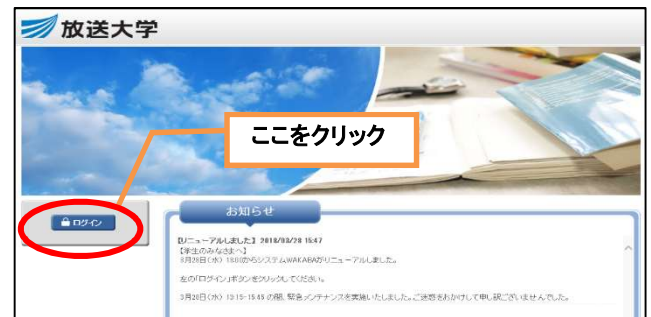 放送大学
ここをクリック
ログイン
お知らせ
【リニューアルしました】 2018/03/28 15:47
【学生のみなさまへ】
3月28日(水) 18:00からシステムWAKABAがリニューアルしました。
左の「ログイン」ボタンをクリックしてください。
3月28日(水) 13:15-15:45 の間、緊急メンテナンスを実施いたしました。ご迷惑をおかけして申し訳ございませんでした。